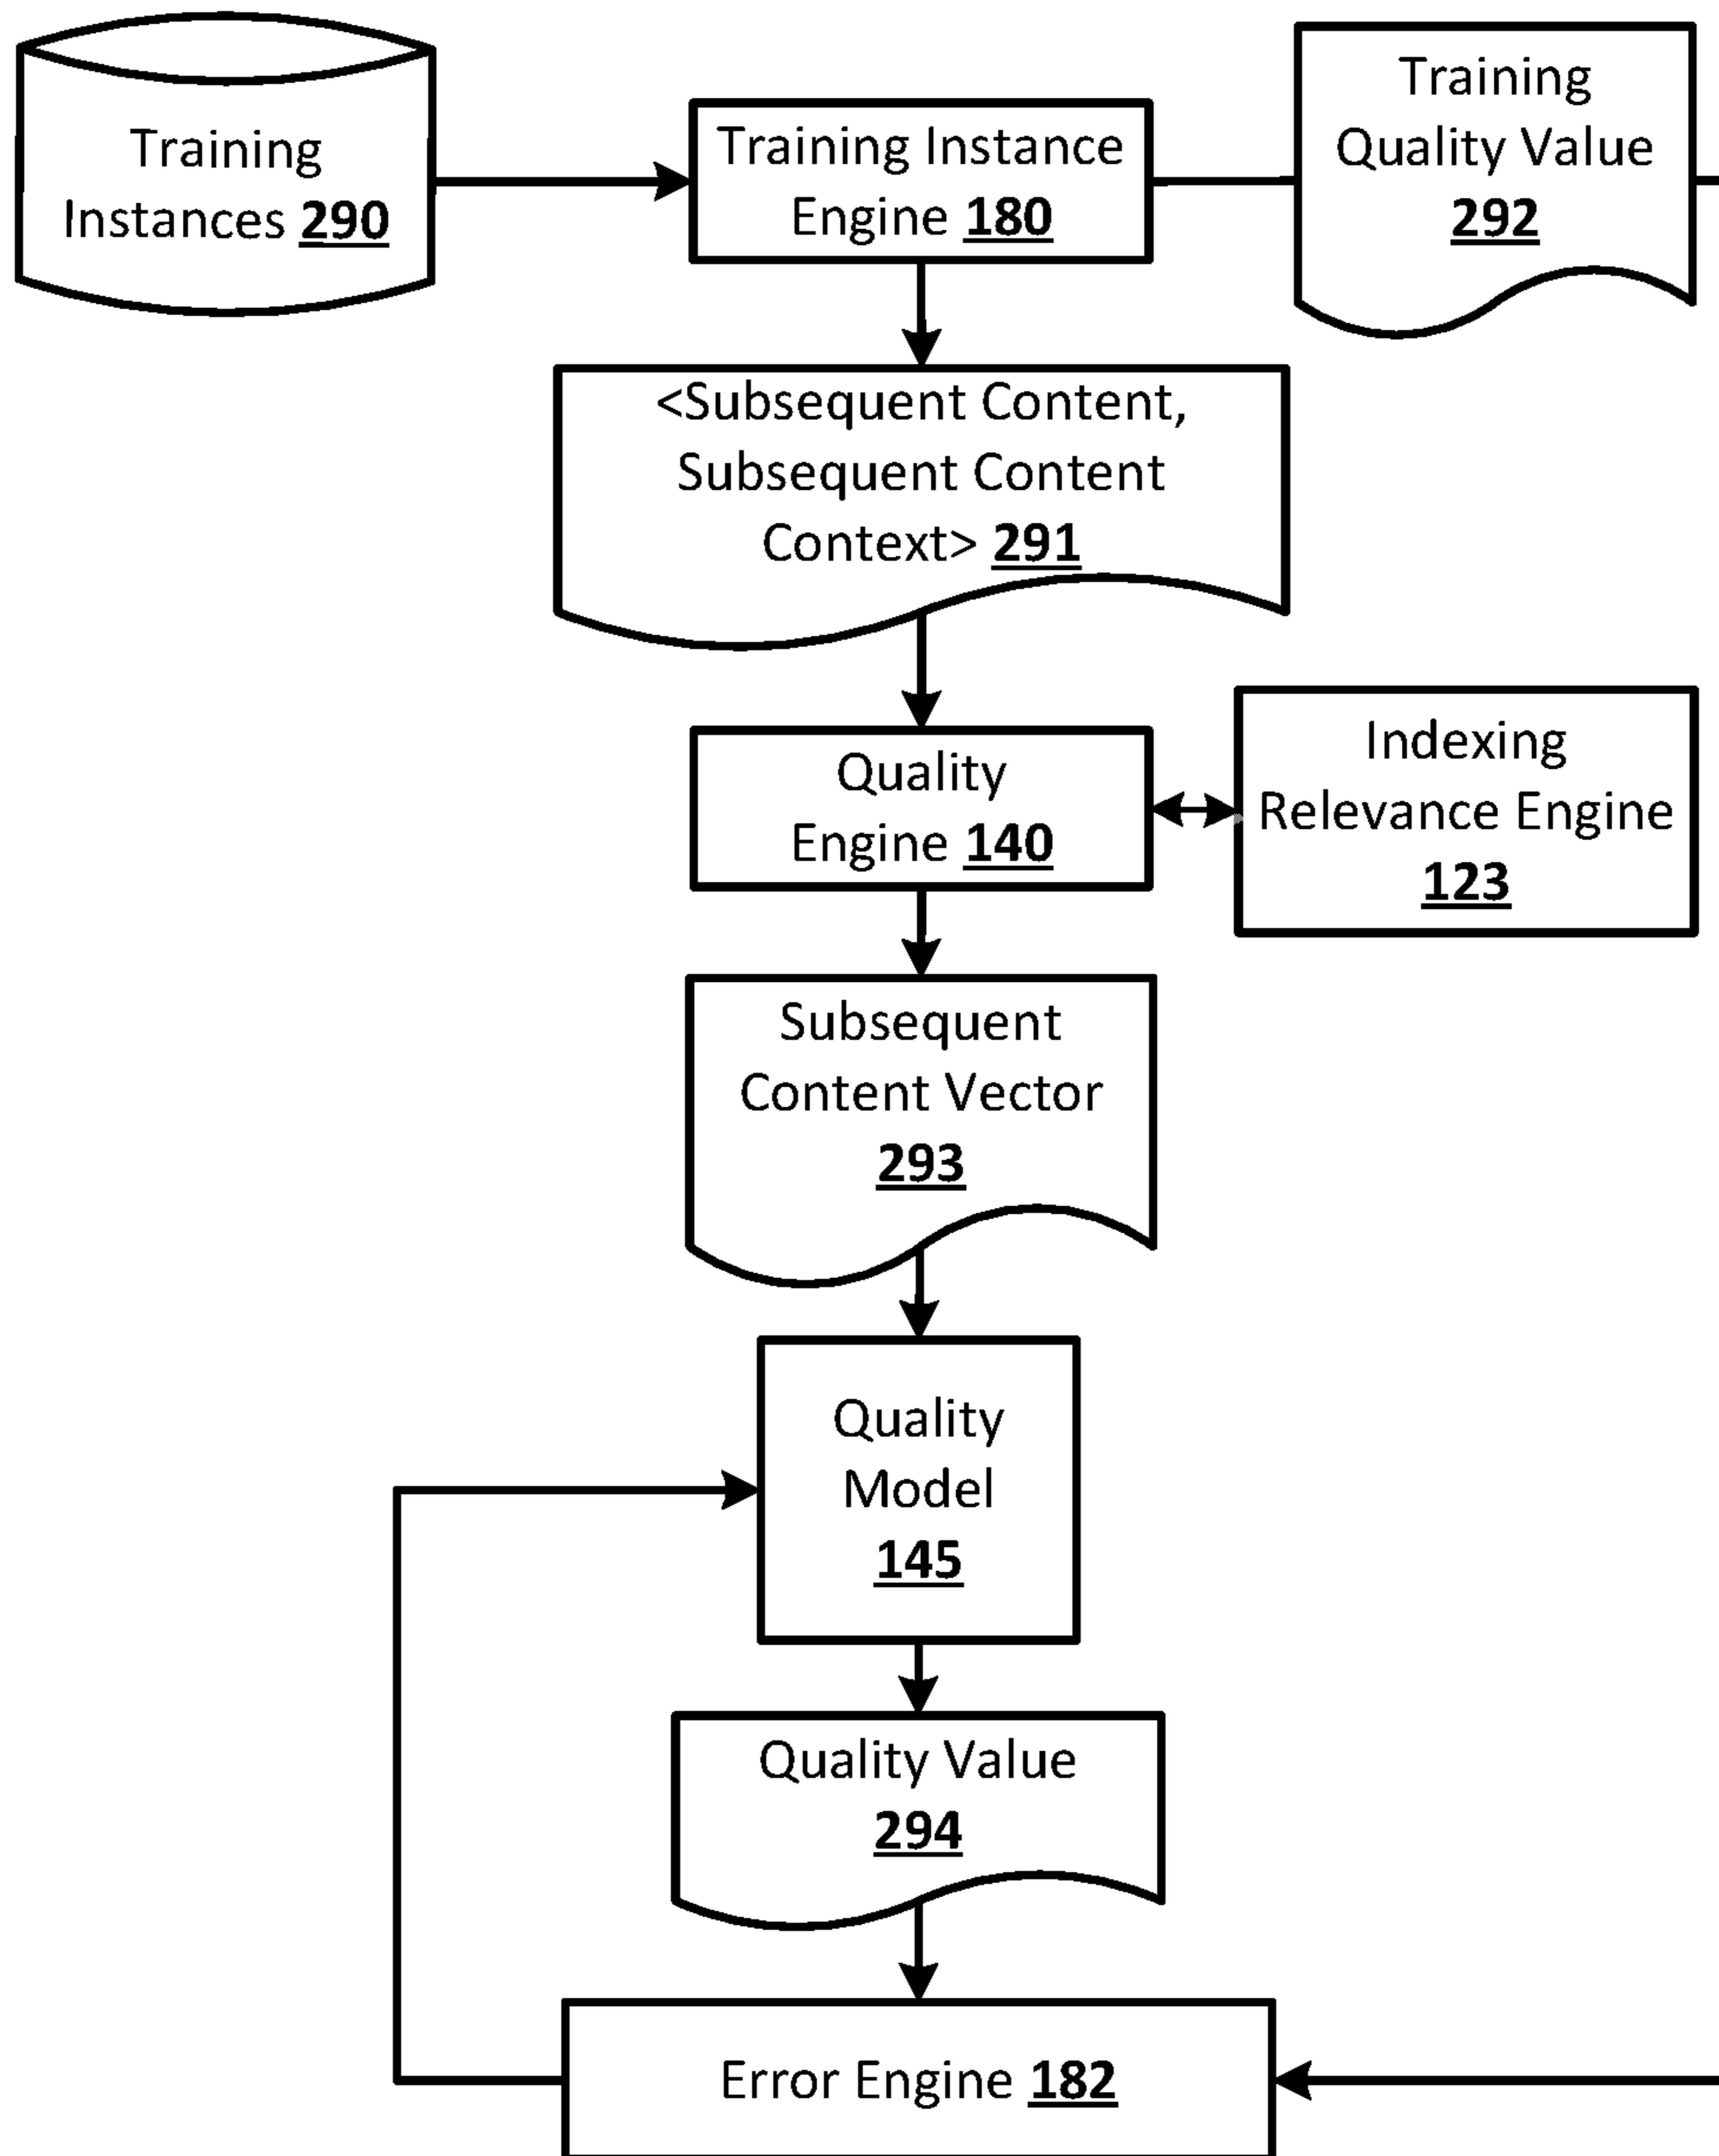 Training
Instances 290
Training Instance
Engine 180
Training
Quality Value
292
<Subsequent Content,
Subsequent Content
Context> 291
Quality
Engine 140
Indexing
Relevance Engine
123
Subsequent
Content Vector
293
Quality
Model
145
Quality Value
294
Error Engine 182